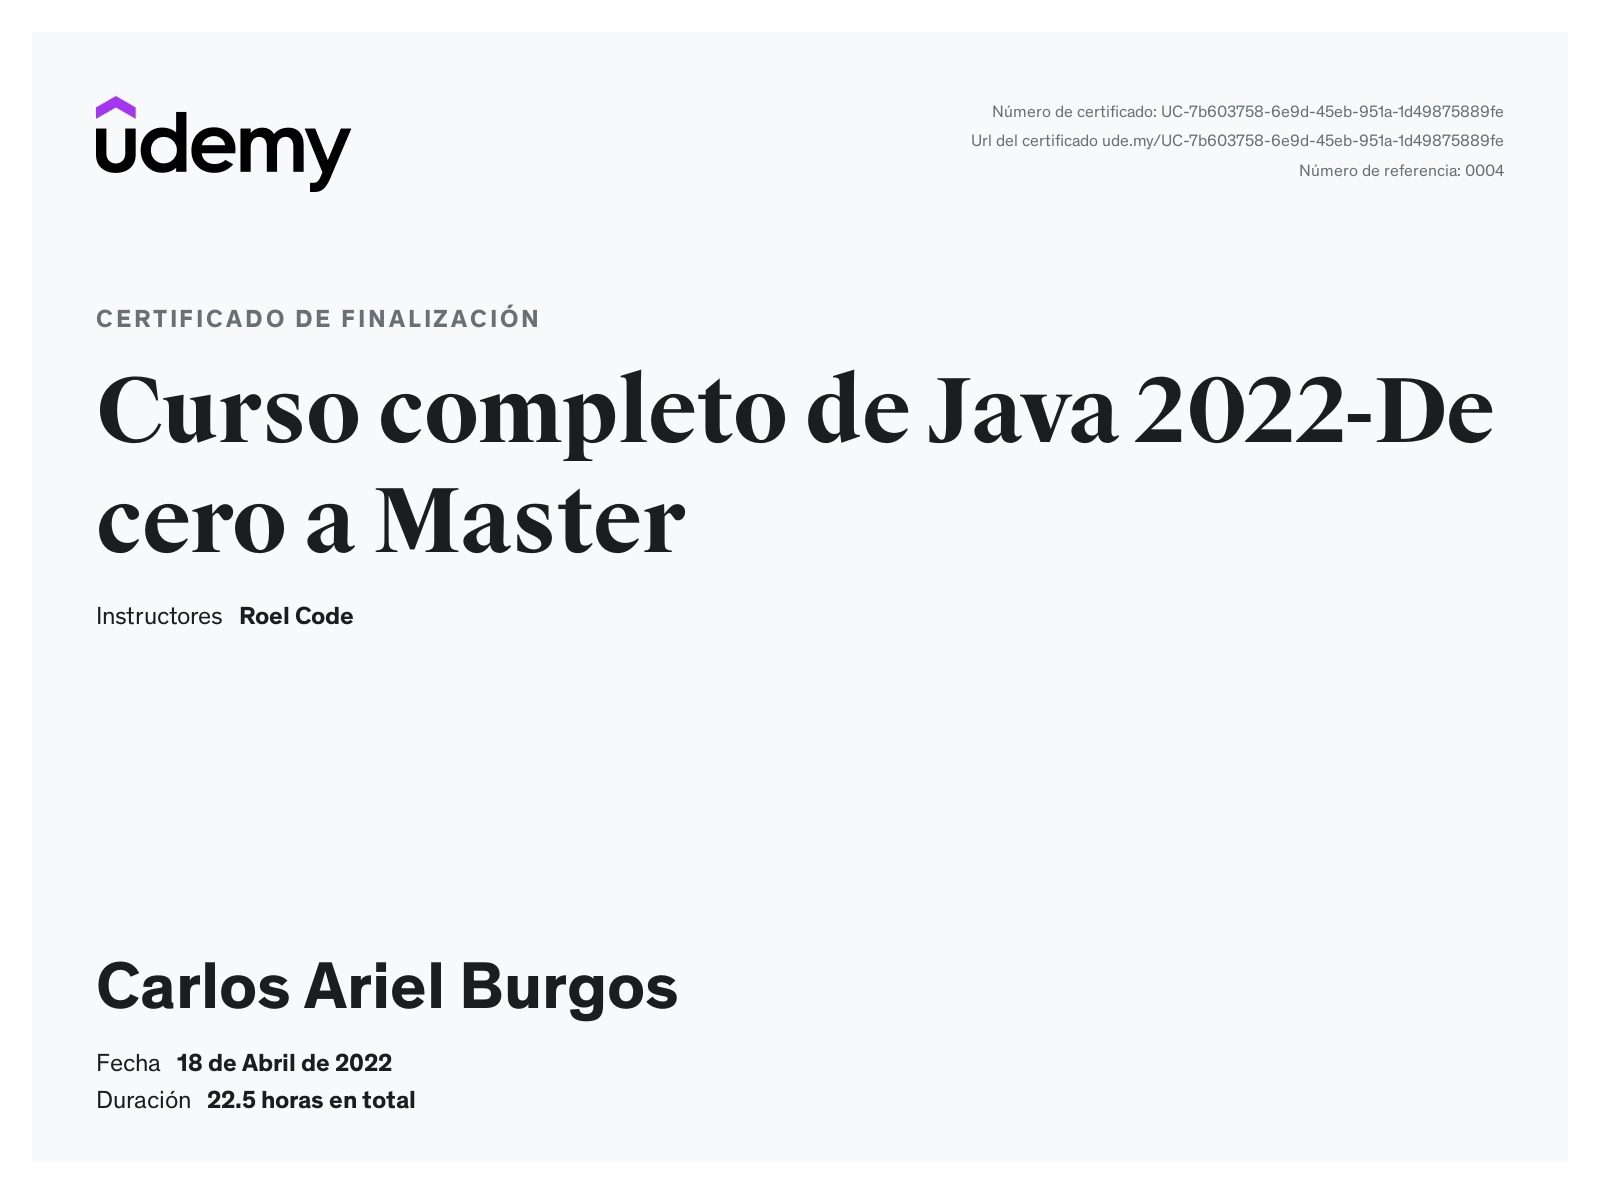 udemy
Número de certificado: UC-7b603758-6e9d-45eb-951a-1d49875889fe
Url del certificado ude.my/UC-7b603758-6e9d-45eb-951a-1d49875889fe
Número de referencia: 0004
CERTIFICADO DE FINALIZACIÓN
Curso completo de Java 2022-De
cero a Master
Instructores Roel Code
Carlos Ariel Burgos
Fecha 18 de Abril de 2022
Duración 22.5 horas en total